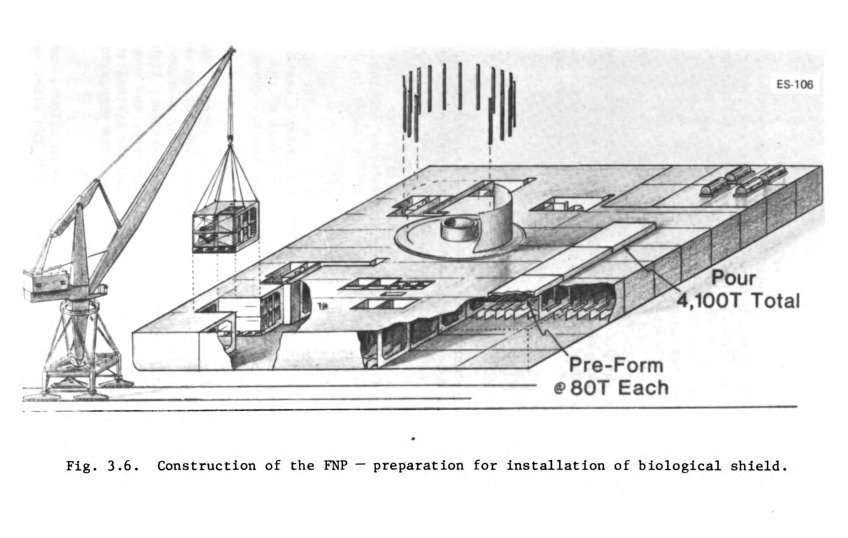 ES-106
Pour
4,100T Total
Pre-Form
@ 80T Each
Fig. 3.6. Construction of the FNP — preparation for installation of biological shield.